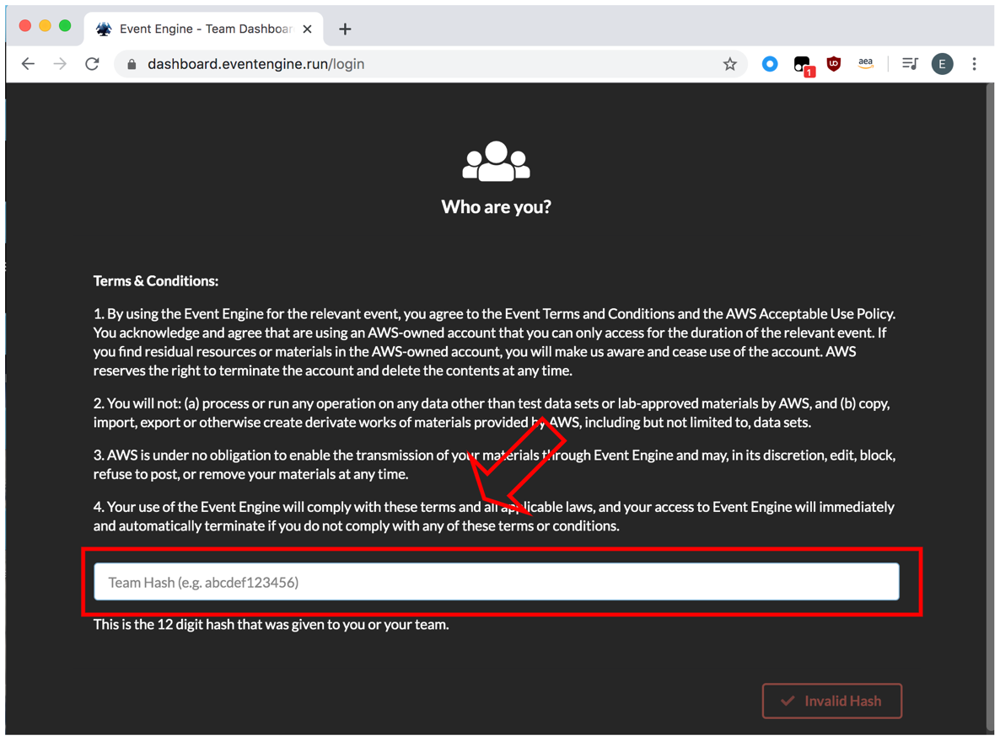 Event Engine - Team Dashboar
dashboard.eventengine.run/login
1
UO
aea
E
Who are you?
Terms & Conditions:
1. By using the Event Engine for the relevant event, you agree to the Event Terms and Conditions and the AWS Acceptable Use Policy.
You acknowledge and agree that are using an AWS-owned account that you can only access for the duration of the relevant event. If
you find residual resources or materials in the AWS-owned account, you will make us aware and cease use of the account. AWS
reserves the right to terminate the account and delete the contents at any time.
2. You will not: (a) process or run any operation on any data other than test data sets or lab-approved materials by AWS, and (b) copy,
import, export or otherwise create derivate works of materials provided by AWS, including but not limited to, data sets.
3. AWS is under no obligation to enable the transmission of your materials through Event Engine and may, in its discretion, edit, block,
refuse to post, or remove your materials at any time.
4. Your use of the Event Engine will comply with these terms and all applicable laws, and your access to Event Engine will immediately
and automatically terminate if you do not comply with any of these terms or conditions.
Team Hash (e.g. abcdef123456)
This is the 12 digit hash that was given to you or your team.
Invalid Hash